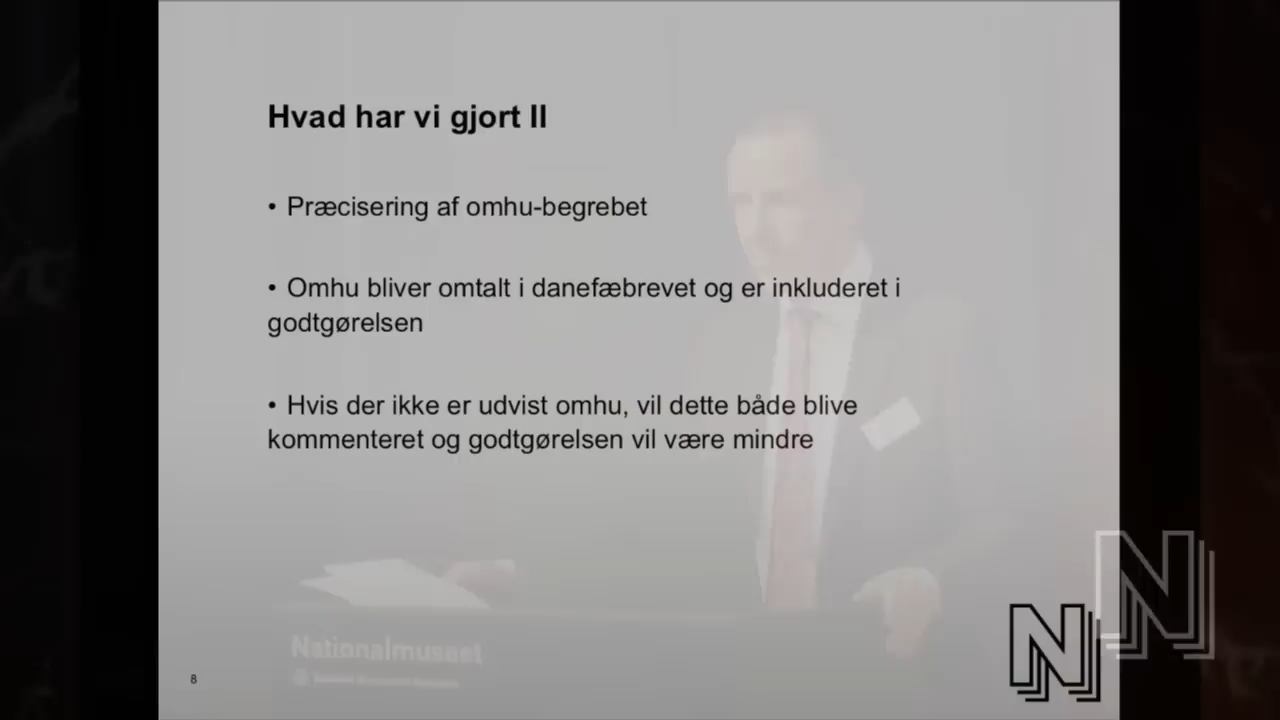 Hvad har vi gjort II
• Præcisering af omhu-begrebet
• Omhu bliver omtalt i danefæbrevet og er inkluderet i
godtgørelsen
• Hvis der ikke er udvist omhu, vil dette både blive
kommenteret og godtgørelsen vil være mindre
Nationalmuseet
8
N
N